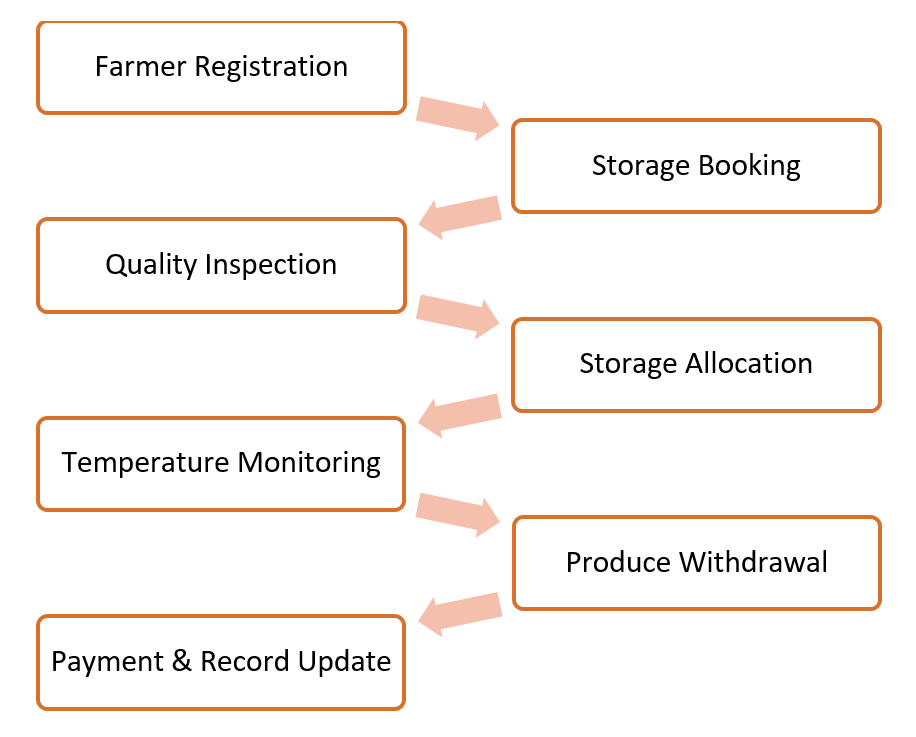 Farmer Registration
Storage Booking
Quality Inspection
Storage Allocation
Temperature Monitoring
Produce Withdrawal
Payment & Record Update